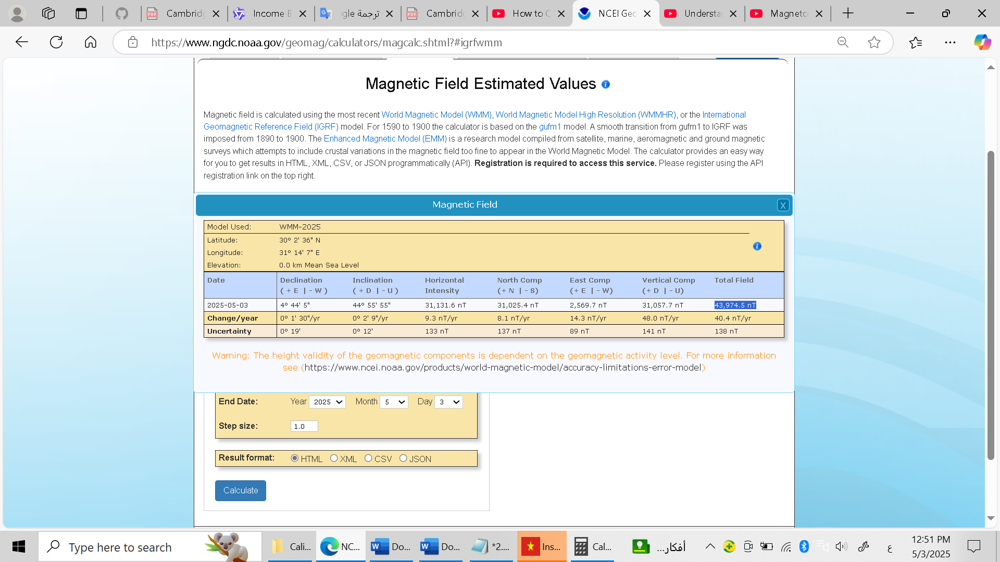 Cambridg
Income B
ترجمة ogle
Cambridg
How to C
NCEI Geo
Understa
Magneto
https://www.ngdc.noaa.gov/geomag/calculators/magcalc.shtml?#igrfwmm
Magnetic Field Estimated Values
Magnetic field is calculated using the most recent World Magnetic Model (WMM), World Magnetic Model High Resolution (WMMHR), or the International
Geomagnetic Reference Field (IGRF) model. For 1590 to 1900 the calculator is based on the gufm1 model. A smooth transition from gufm1 to IGRF was
imposed from 1890 to 1900. The Enhanced Magnetic Model (EMM) is a research model compiled from satellite, marine, aeromagnetic and ground magnetic
surveys which attempts to include crustal variations in the magnetic field too fine to appear in the World Magnetic Model. The calculator provides an easy way
for you to get results in HTML, XML, CSV, or JSON programmatically (API). Registration is required to access this service. Please register using the API
registration link on the top right.
Magnetic Field
X
Model Used: WMM-2025
Latitude: 30º 2' 36" N
Longitude: 31º 14' 7" E
Elevation: 0.0 km Mean Sea Level
Date Declination Inclination Horizontal North Comp East Comp Vertical Comp Total Field
( + E | - W ) ( + D | - U ) Intensity (+ N | - S) (+ E | - W) (+ D | - U)
2025-05-03 4º 44' 5" 44º 55' 55" 31,131.6 nT 31,025.4 nT 2,569.7 nT 31,057.7 nT 43,974.5 nT
Change/year 0º 1' 30"/yr 0º 2' 9"/yr 9.3 nT/yr 8.1 nT/yr 14.3 nT/yr 48.0 nT/yr 40.4 nT/yr
Uncertainty 0º 19' 0º 12' 133 nT 137 nT 89 nT 141 nT 138 nT
Warning: The height validity of the geomagnetic components is dependent on the geomagnetic activity level. For more information
see (https://www.ncei.noaa.gov/products/world-magnetic-model/accuracy-limitations-error-model)
End Date: Year 2025 Month 5 Day 3
Step size: 1.0
Result format: HTML XML CSV JSON
Calculate
Type here to search
Cali...
NC...
Do...
Do...
*2....
Ins...
Cal...
أفكار...
ع
12:51 PM
5/3/2025